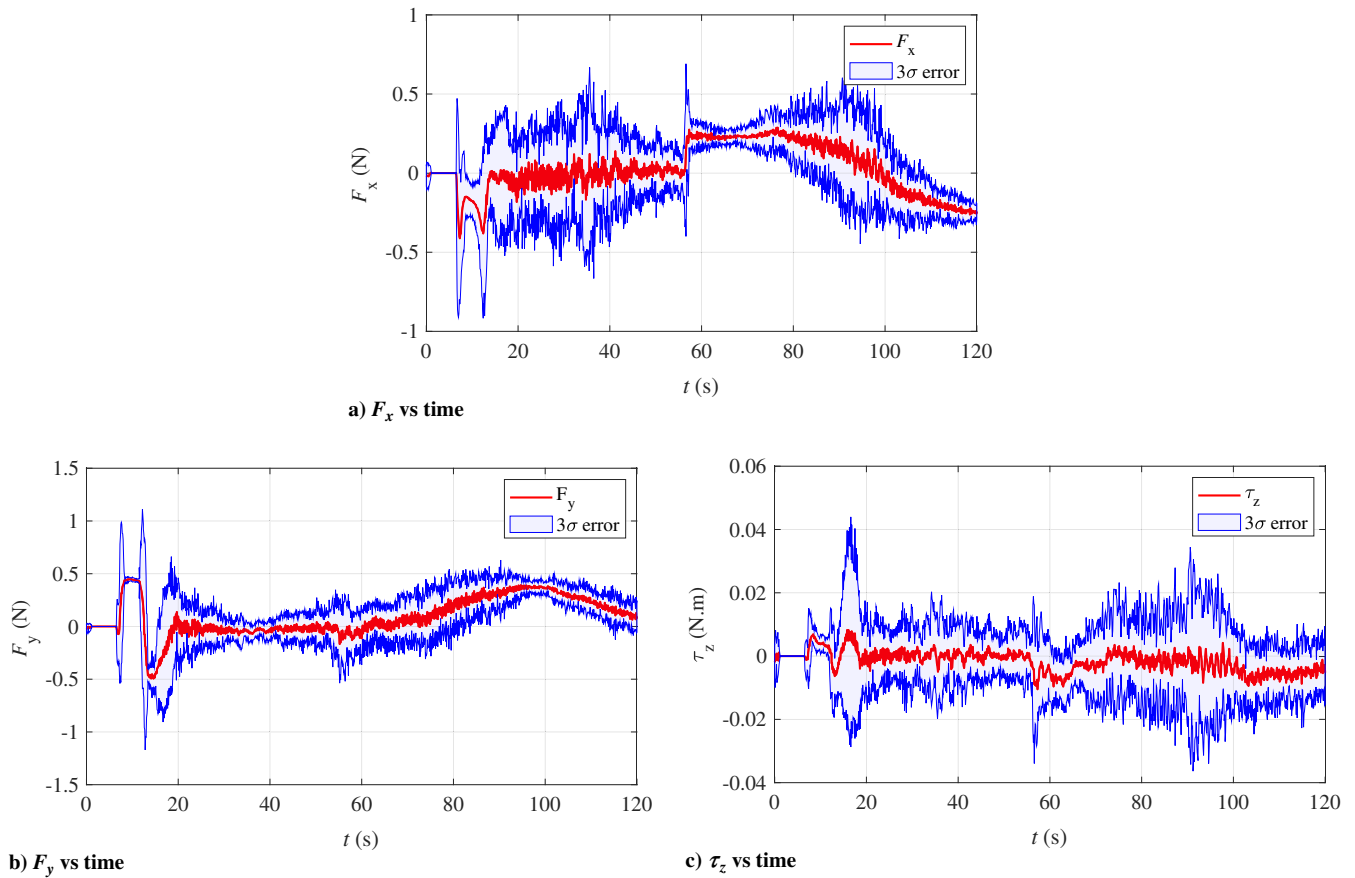 1
0.5
0
-0.5
-1
F_x (N)
F_x
3σ error
0 20 40 60 80 100 120
t (s)
a) F_x vs time
1.5
1
0.5
0
-0.5
-1
-1.5
F_y (N)
F_y
3σ error
0 20 40 60 80 100 120
t (s)
b) F_y vs time
0.06
0.04
0.02
0
-0.02
-0.04
τ_z (N.m)
τ_z
3σ error
0 20 40 60 80 100 120
t (s)
c) τ_z vs time